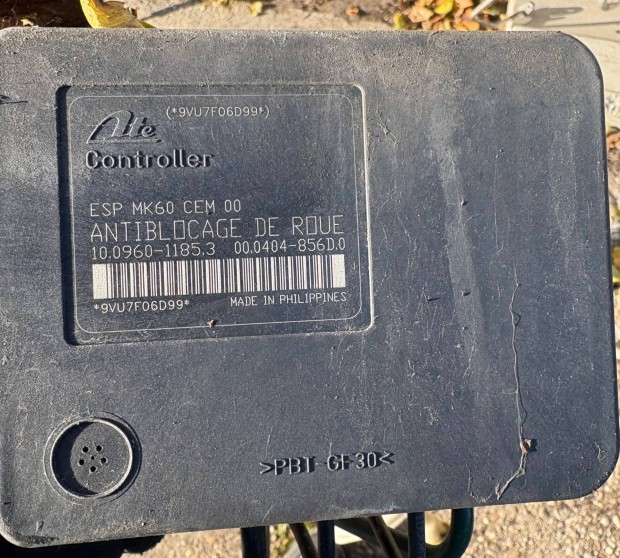 (*9VU7F06D99*)
Ate
Controller
ESP MK60 CEM 00
ANTIBLOCAGE DE ROUE
10.0960-1185.3 00.0404-856D.0
*9VU7F06D99* MADE IN PHILIPPINES
>PBT GF30<